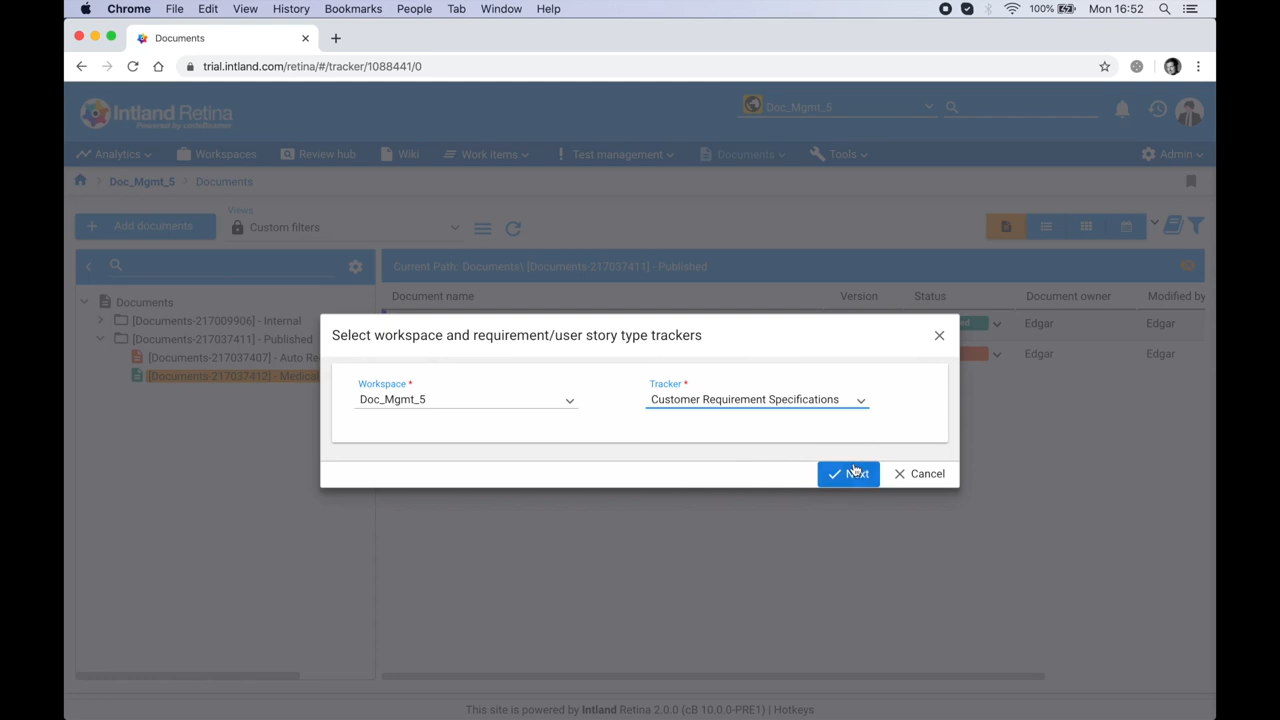 Chrome File Edit View History Bookmarks People Tab Window Help 100% Mon 16:52
Documents
trial.intland.com/retina/#/tracker/1088441/0
Intland Retina
Powered by codeBeamer
Doc_Mgmt_5
Analytics Workspaces Review hub Wiki Work items Test management Documents Tools Admin
Doc_Mgmt_5 > Documents
Add documents
Views
Custom filters
Current Path: Documents\ [Documents-217037411] - Published
Document name Version Status Document owner Modified by
Documents
[Documents-217009906] - Internal
[Documents-217037411] - Published
[Documents-217037407] - Auto Re
[Documents-217037412] - Medical
Edgar Edgar
Edgar Edgar
Select workspace and requirement/user story type trackers
Workspace *
Doc_Mgmt_5
Tracker *
Customer Requirement Specifications
Next
Cancel
This site is powered by Intland Retina 2.0.0 (cB 10.0.0-PRE1) | Hotkeys